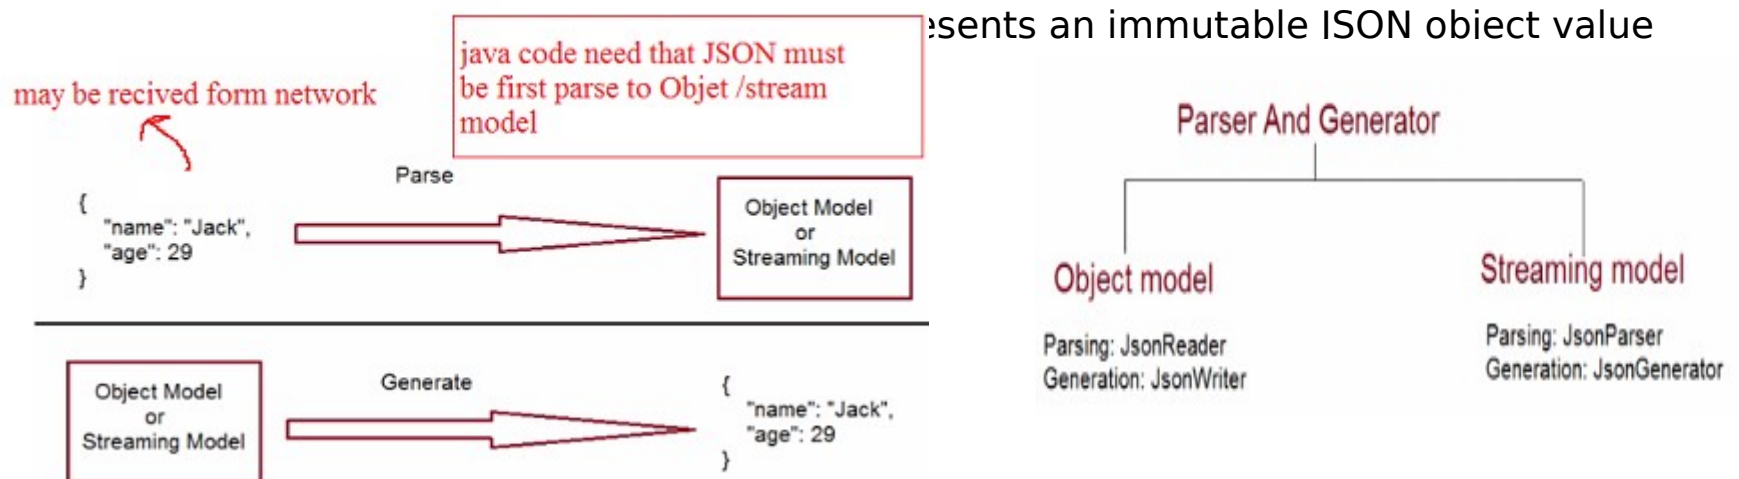 esents an immutable JSON object value
java code need that JSON must
be first parse to Objet /stream
model
may be recived form network
Parse
{
"name": "Jack",
"age": 29
}
Object Model
or
Streaming Model
Object Model
or
Streaming Model
Generate
{
"name": "Jack",
"age": 29
}
Parser And Generator
Object model
Parsing: JsonReader
Generation: JsonWriter
Streaming model
Parsing: JsonParser
Generation: JsonGenerator